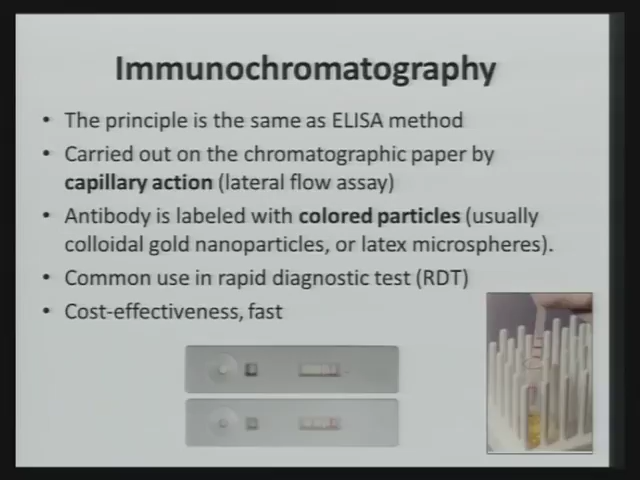 Immunochromatography
• The principle is the same as ELISA method
• Carried out on the chromatographic paper by
capillary action (lateral flow assay)
• Antibody is labeled with colored particles (usually
colloidal gold nanoparticles, or latex microspheres).
• Common use in rapid diagnostic test (RDT)
• Cost-effectiveness, fast